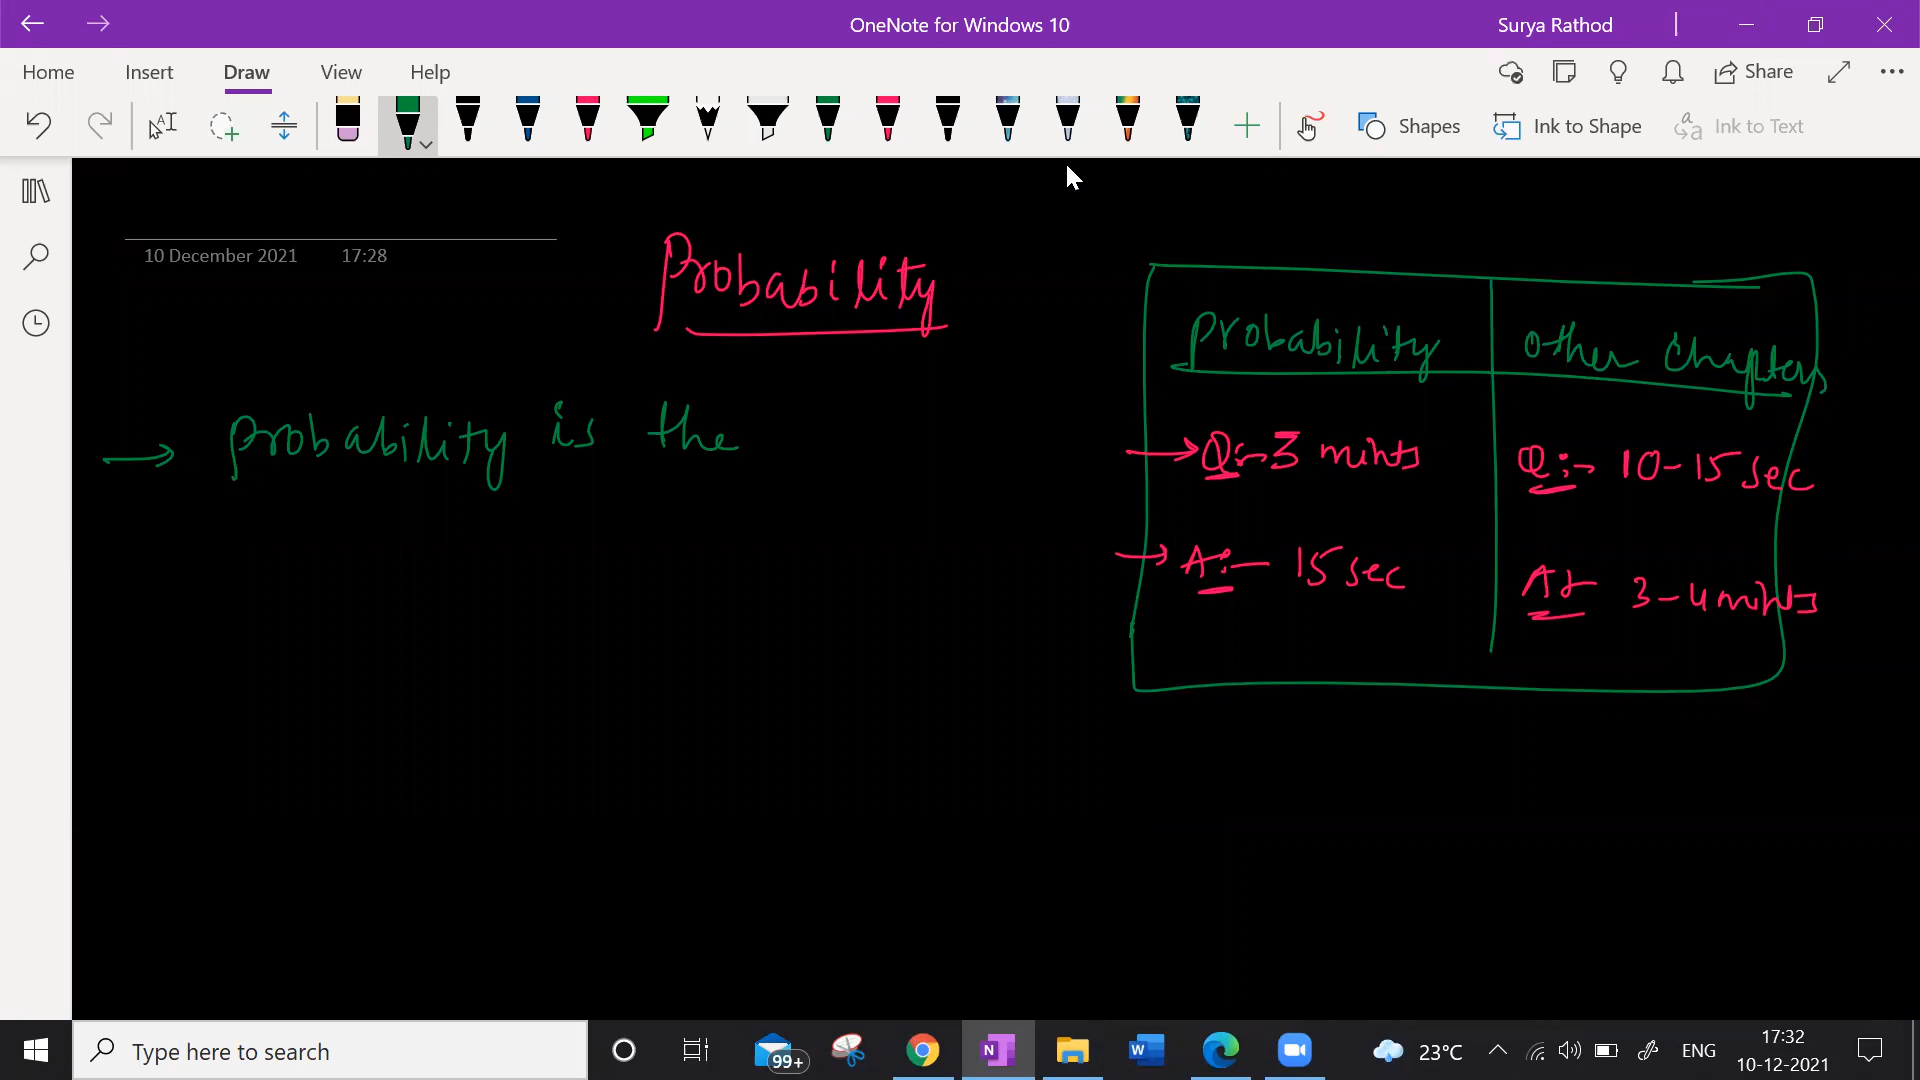 OneNote for Windows 10
Surya Rathod
Home Insert Draw View Help
Share
Shapes Ink to Shape Ink to Text
10 December 2021 17:28
Probability
→ Probability is the
Probability Other Chapters
→ Q:- 3 mints Q:- 10-15 sec
→ A:- 15 sec A:- 3-4 mints
Type here to search
99+
23°C
ENG
17:32
10-12-2021